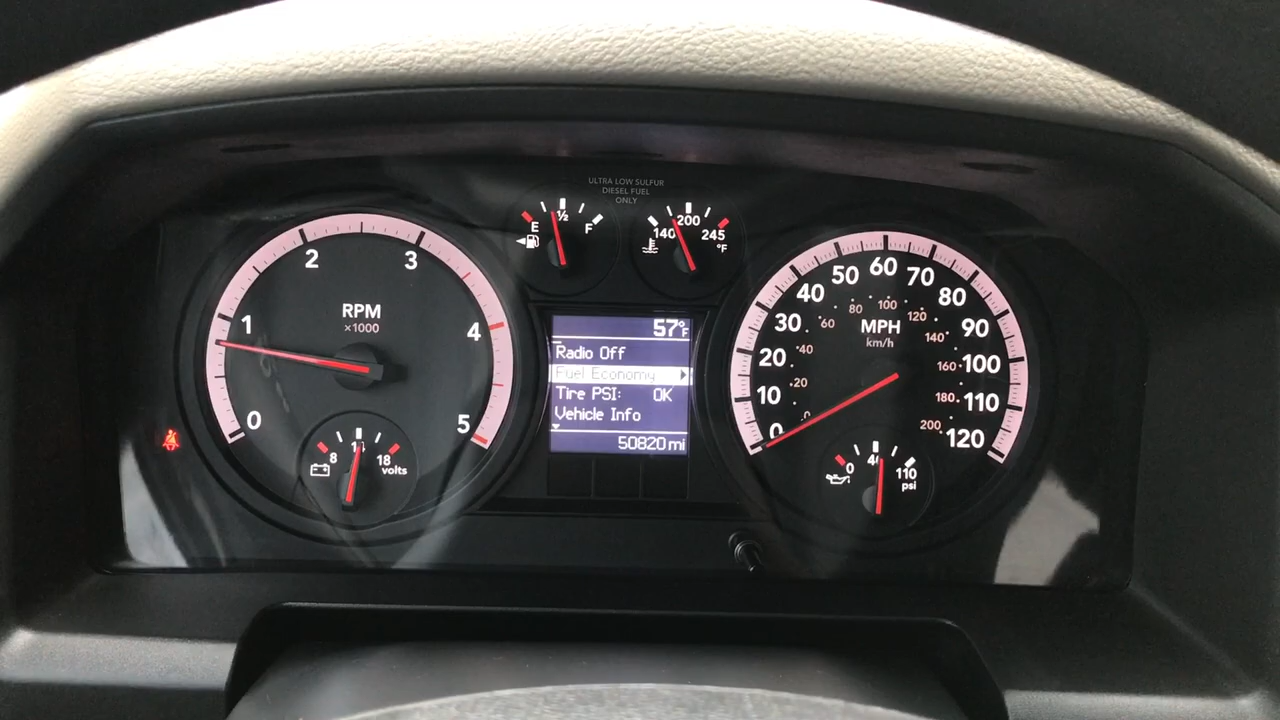 ULTRA LOW SULFUR
DIESEL FUEL
ONLY
E ½ F
140 200 245
°F
0 1 2 3 4 5
RPM
×1000
8 14 18
volts
57°F
Radio Off
Fuel Economy
Tire PSI: OK
Vehicle Info
50820 mi
0 10 20 30 40 50 60 70 80 90 100 110 120
MPH
km/h
0 20 40 60 80 100 120 140 160 180 200
0 40 110
psi